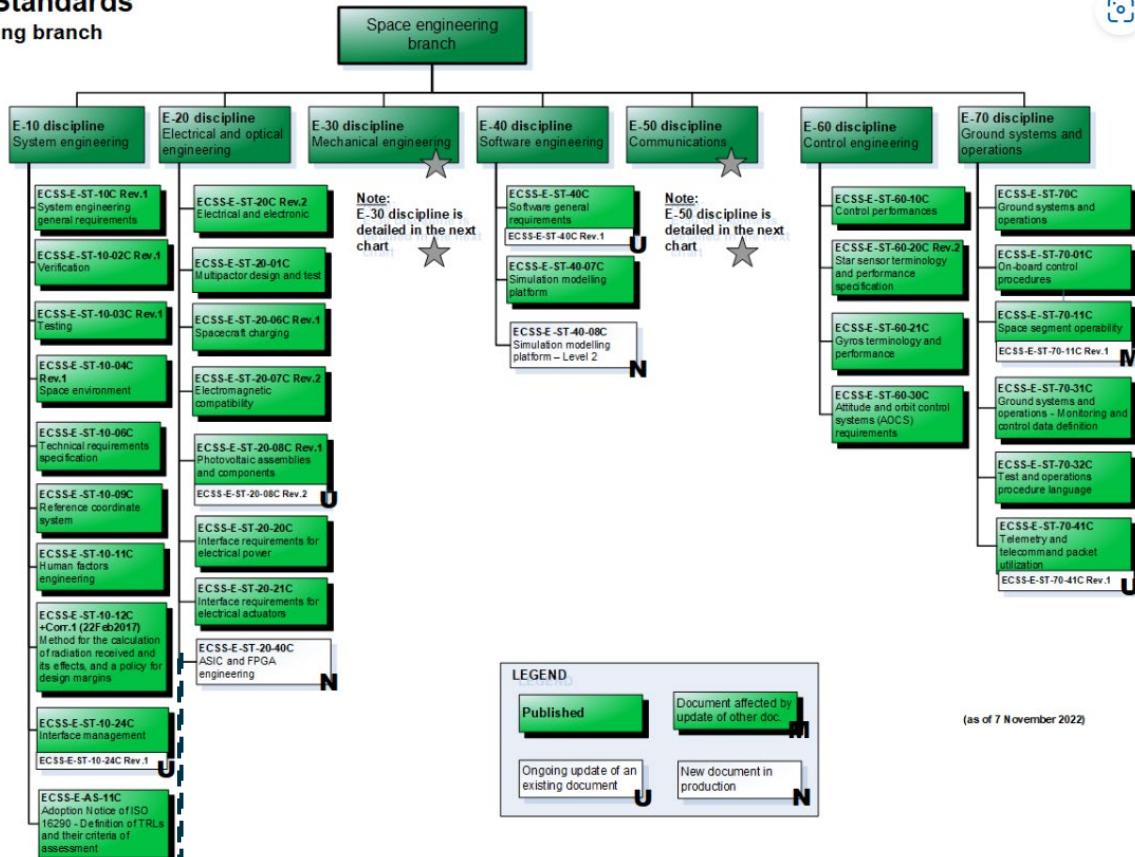 Standards
ng branch
Space engineering
branch
E-10 discipline
System engineering
E-20 discipline
Electrical and optical
engineering
E-30 discipline
Mechanical engineering
E-40 discipline
Software engineering
E-50 discipline
Communications
E-60 discipline
Control engineering
E-70 discipline
Ground systems and
operations
ECSS-E-ST-10C Rev.1
System engineering
general requirements
ECSS-E-ST-10-02C Rev.1
Verification
ECSS-E-ST-10-03C Rev.1
Testing
ECSS-E-ST-10-04C
Rev.1
Space environment
ECSS-E-ST-10-06C
Technical requirements
specification
ECSS-E-ST-10-09C
Reference coordinate
system
ECSS-E-ST-10-11C
Human factors
engineering
ECSS-E-ST-10-12C
+Corr.1 (22Feb2017)
Method for the calculation
of radiation received and
its effects, and a policy for
design margins
ECSS-E-ST-10-24C
Interface management
ECSS-E-ST-10-24C Rev.1
U
ECSS-E-AS-11C
Adoption Notice of ISO
16290 - Definition of TRLs
and their criteria of
assessment
ECSS-E-ST-20C Rev.2
Electrical and electronic
ECSS-E-ST-20-01C
Multipactor design and test
ECSS-E-ST-20-06C Rev.1
Spacecraft charging
ECSS-E-ST-20-07C Rev.2
Electromagnetic
compatibility
ECSS-E-ST-20-08C Rev.1
Photovoltaic assemblies
and components
ECSS-E-ST-20-08C Rev.2
U
ECSS-E-ST-20-20C
Interface requirements for
electrical power
ECSS-E-ST-20-21C
Interface requirements for
electrical actuators
ECSS-E-ST-20-40C
ASIC and FPGA
engineering
N
Note:
E-30 discipline is
detailed in the next
chart
ECSS-E-ST-40C
Software general
requirements
ECSS-E-ST-40C Rev.1
U
ECSS-E-ST-40-07C
Simulation modelling
platform
ECSS-E-ST-40-08C
Simulation modelling
platform – Level 2
N
Note:
E-50 discipline is
detailed in the next
chart
ECSS-E-ST-60-10C
Control performances
ECSS-E-ST-60-20C Rev.2
Star sensor terminology
and performance
specification
ECSS-E-ST-60-21C
Gyros terminology and
performance
ECSS-E-ST-60-30C
Attitude and orbit control
systems (AOCS)
requirements
ECSS-E-ST-70C
Ground systems and
operations
ECSS-E-ST-70-01C
On-board control
procedures
ECSS-E-ST-70-11C
Space segment operability
ECSS-E-ST-70-11C Rev.1
M
ECSS-E-ST-70-31C
Ground systems and
operations - Monitoring and
control data definition
ECSS-E-ST-70-32C
Test and operations
procedure language
ECSS-E-ST-70-41C
Telemetry and
telecommand packet
utilization
ECSS-E-ST-70-41C Rev.1
U
LEGEND
Published
Document affected by
update of other doc.
M
Ongoing update of an
existing document
U
New document in
production
N
(as of 7 November 2022)